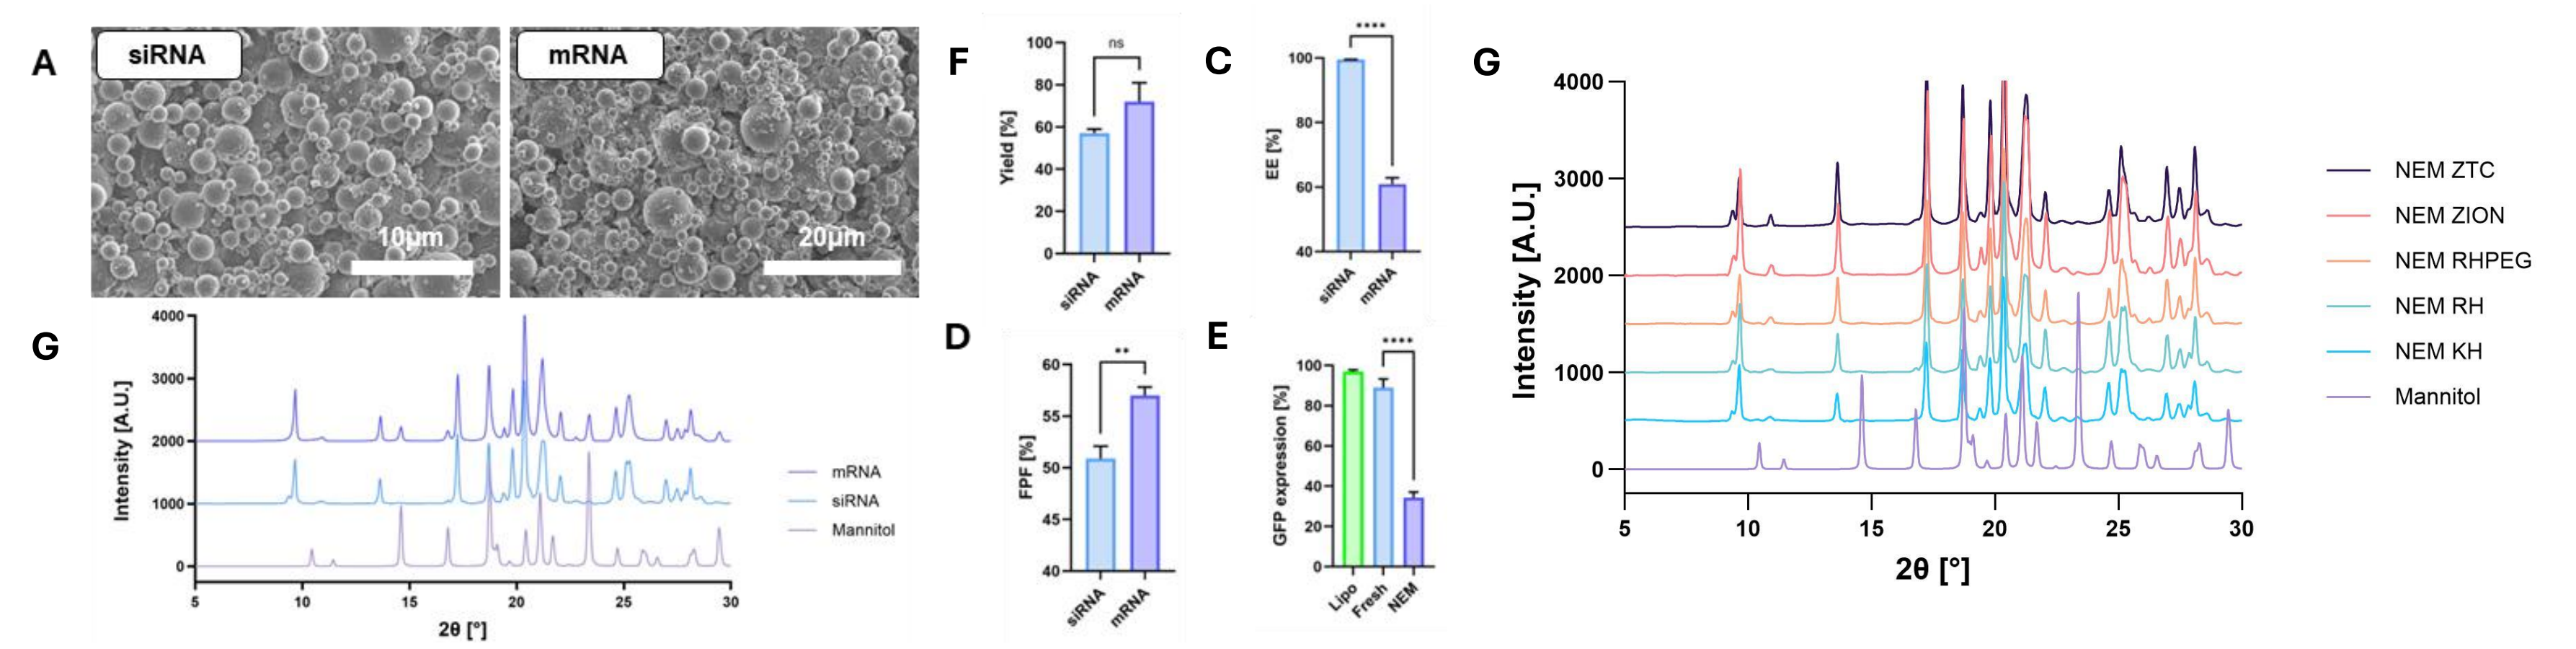 A
siRNA
10µm
mRNA
20µm
F
Yield [%]
100
80
60
40
20
0
ns
siRNA
mRNA
C
EE [%]
100
80
60
40
****
siRNA
mRNA
G
Intensity [A.U.]
4000
3000
2000
1000
0
5
10
15
20
25
30
2θ [°]
mRNA
siRNA
Mannitol
D
FPF [%]
60
55
50
45
40
**
siRNA
mRNA
E
GFP expression [%]
100
80
60
40
20
0
****
Lipo
Fresh
NEM
G
Intensity [A.U.]
4000
3000
2000
1000
0
5
10
15
20
25
30
2θ [°]
NEM ZTC
NEM ZION
NEM RHPEG
NEM RH
NEM KH
Mannitol